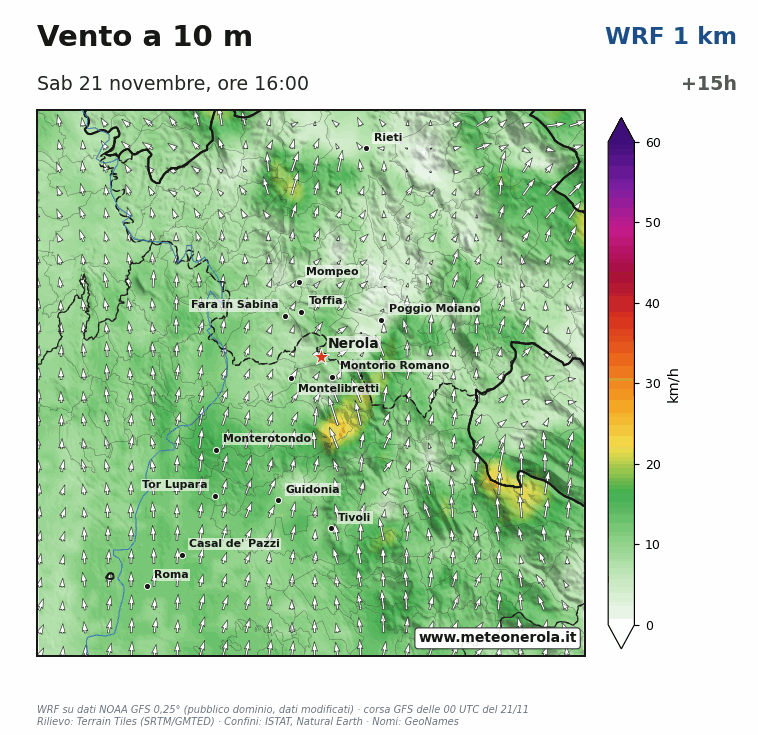 Vento a 10 m
WRF 1 km
Sab 21 novembre, ore 16:00
+15h
Rieti
Mompeo
Toffia
Fara in Sabina
Poggio Moiano
Nerola
Montorio Romano
Montelibretti
Monterotondo
Tor Lupara
Guidonia
Tivoli
Casal de' Pazzi
Roma
www.meteonerola.it
60
50
40
30
20
10
0
km/h
WRF su dati NOAA GFS 0,25° (pubblico dominio, dati modificati) · corsa GFS delle 00 UTC del 21/11
Rilievo: Terrain Tiles (SRTM/GMTED) · Confini: ISTAT, Natural Earth · Nomi: GeoNames